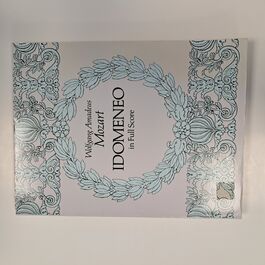 Wolfgang Amadeus
Mozart
IDOMENEO
in Full Score